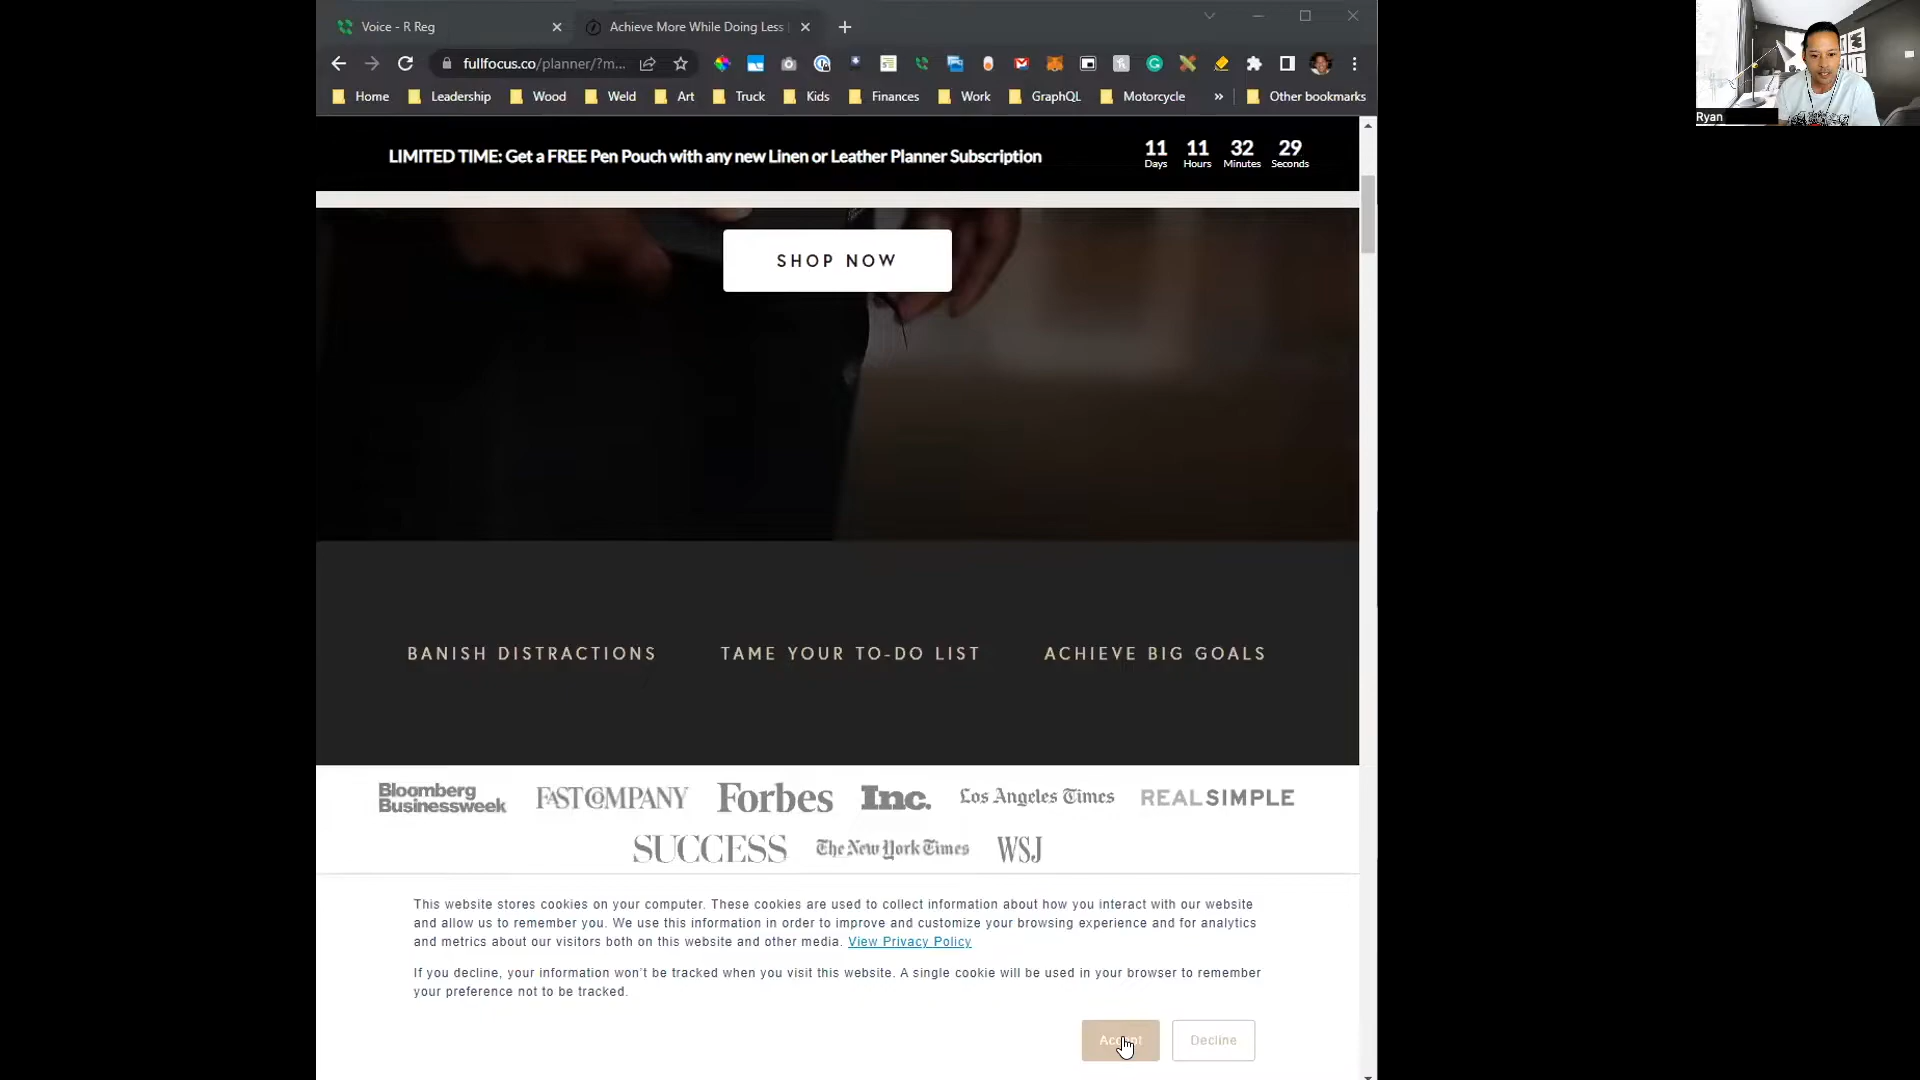 Voice - R Reg
Achieve More While Doing Less
fullfocus.co/planner/?m...
Home Leadership Wood Weld Art Truck Kids Finances Work GraphQL Motorcycle » Other bookmarks
LIMITED TIME: Get a FREE Pen Pouch with any new Linen or Leather Planner Subscription
11 11 32 29
Days Hours Minutes Seconds
SHOP NOW
BANISH DISTRACTIONS TAME YOUR TO-DO LIST ACHIEVE BIG GOALS
Bloomberg
Businessweek
FAST COMPANY Forbes Inc. Los Angeles Times REAL SIMPLE
SUCCESS The New York Times WSJ
This website stores cookies on your computer. These cookies are used to collect information about how you interact with our website
and allow us to remember you. We use this information in order to improve and customize your browsing experience and for analytics
and metrics about our visitors both on this website and other media. View Privacy Policy
If you decline, your information won't be tracked when you visit this website. A single cookie will be used in your browser to remember
your preference not to be tracked.
Accept Decline
Ryan